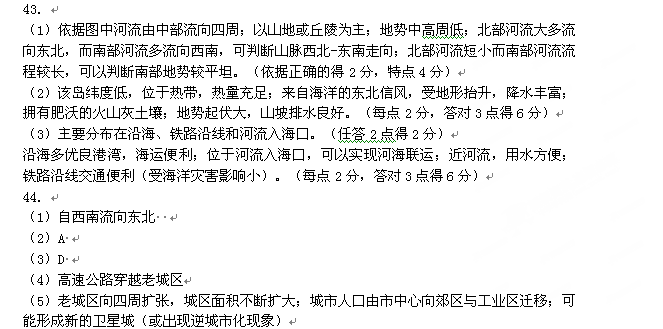 43.
（1）依据图中河流由中部流向四周；以山地或丘陵为主；地势中高周低；北部河流大多流
向东北，而南部河流多流向西南，可判断山脉西北-东南走向；北部河流短小而南部河流流
程较长，可以判断南部地势较平坦。（依据正确的得2分，特点4分）
（2）该岛纬度低，位于热带，热量充足；来自海洋的东北信风，受地形抬升，降水丰富；
拥有肥沃的火山灰土壤；地势起伏大，山坡排水良好。（每点2分，答对3点得6分）
（3）主要分布在沿海、铁路沿线和河流入海口。（任答2点得2分）
沿海多优良港湾，海运便利；位于河流入海口，可以实现河海联运；近河流，用水方便；
铁路沿线交通便利（受海洋灾害影响小）。（每点2分，答对3点得6分）
44.
（1）自西南流向东北
（2）A
（3）D
（4）高速公路穿越老城区
（5）老城区向四周扩张，城区面积不断扩大；城市人口由市中心向郊区与工业区迁移；可
能形成新的卫星城（或出现逆城市化现象）